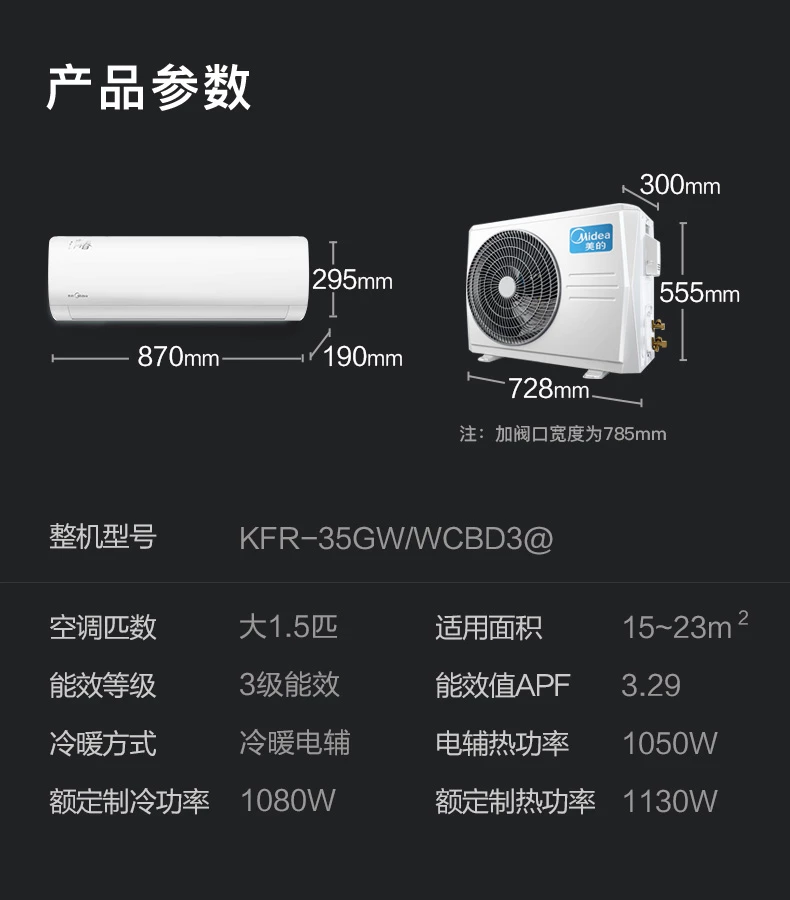 产品参数
300mm
Midea
美的
295mm
555mm
870mm
190mm
728mm
注：加阀口宽度为785mm
整机型号 KFR-35GW/WCBD3@
空调匹数 大1.5匹 适用面积 15~23m²
能效等级 3级能效 能效值APF 3.29
冷暖方式 冷暖电辅 电辅热功率 1050W
额定制冷功率 1080W 额定制热功率 1130W